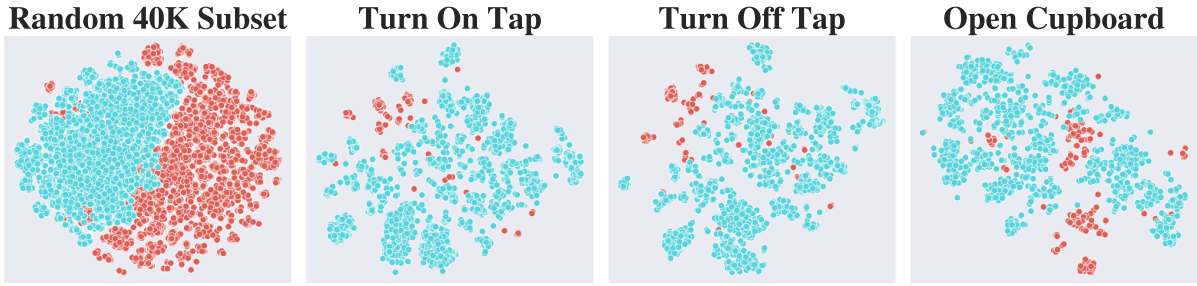 Random 40K Subset
Turn On Tap
Turn Off Tap
Open Cupboard